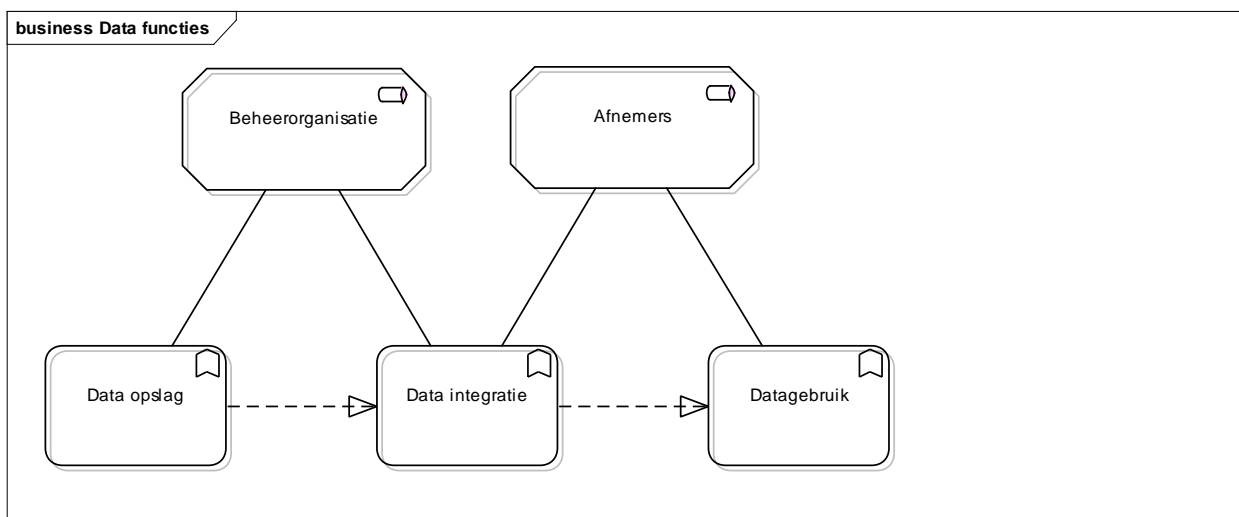 business Data functies
Beheerorganisatie
Afnemers
Data opslag
Data integratie
Datagebruik